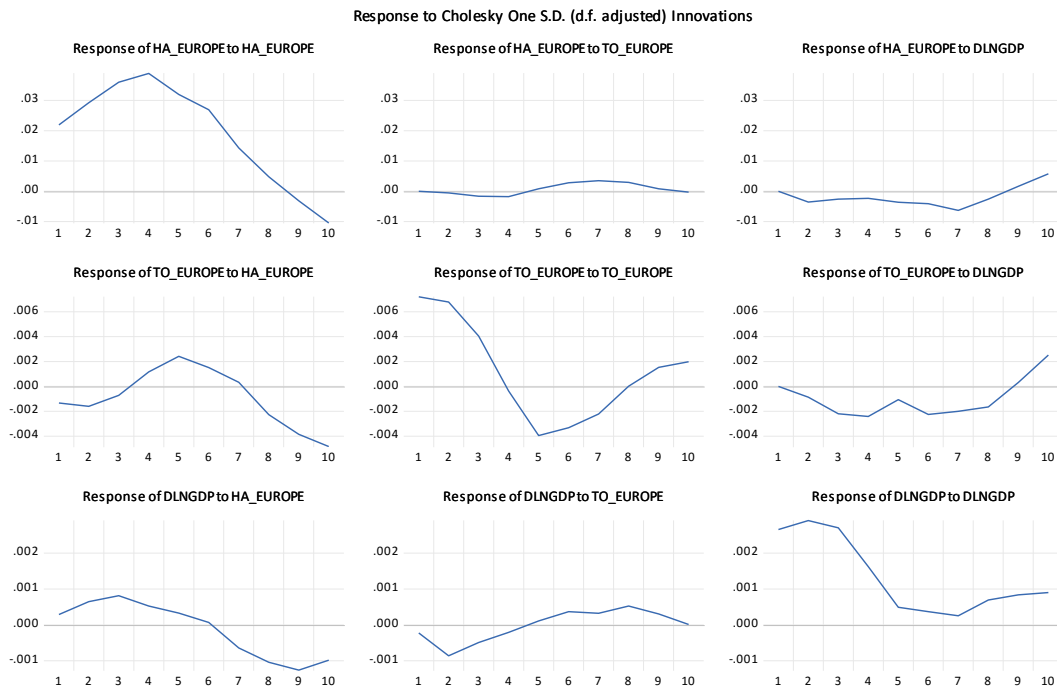 Response to Cholesky One S.D. (d.f. adjusted) Innovations
Response of HA_EUROPE to HA_EUROPE
.03
.02
.01
.00
-.01
1 2 3 4 5 6 7 8 9 10
Response of HA_EUROPE to TO_EUROPE
.03
.02
.01
.00
-.01
1 2 3 4 5 6 7 8 9 10
Response of HA_EUROPE to DLNGDP
.03
.02
.01
.00
-.01
1 2 3 4 5 6 7 8 9 10
Response of TO_EUROPE to HA_EUROPE
.006
.004
.002
.000
-.002
-.004
1 2 3 4 5 6 7 8 9 10
Response of TO_EUROPE to TO_EUROPE
.006
.004
.002
.000
-.002
-.004
1 2 3 4 5 6 7 8 9 10
Response of TO_EUROPE to DLNGDP
.006
.004
.002
.000
-.002
-.004
1 2 3 4 5 6 7 8 9 10
Response of DLNGDP to HA_EUROPE
.002
.001
.000
-.001
1 2 3 4 5 6 7 8 9 10
Response of DLNGDP to TO_EUROPE
.002
.001
.000
-.001
1 2 3 4 5 6 7 8 9 10
Response of DLNGDP to DLNGDP
.002
.001
.000
-.001
1 2 3 4 5 6 7 8 9 10